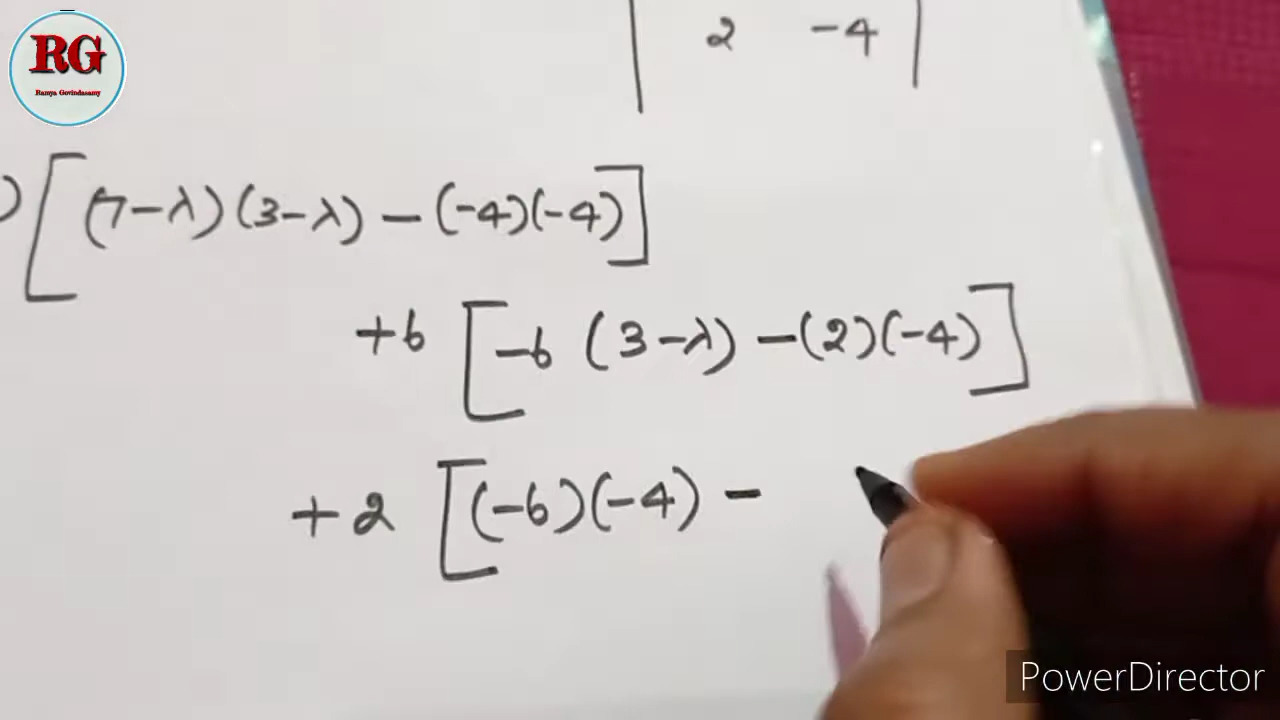 RG
Ramya Govindasamy
2 -4
) [(7-λ)(3-λ) - (-4)(-4)]
+6 [-6 (3-λ) - (2)(-4)]
+2 [(-6)(-4) -
PowerDirector